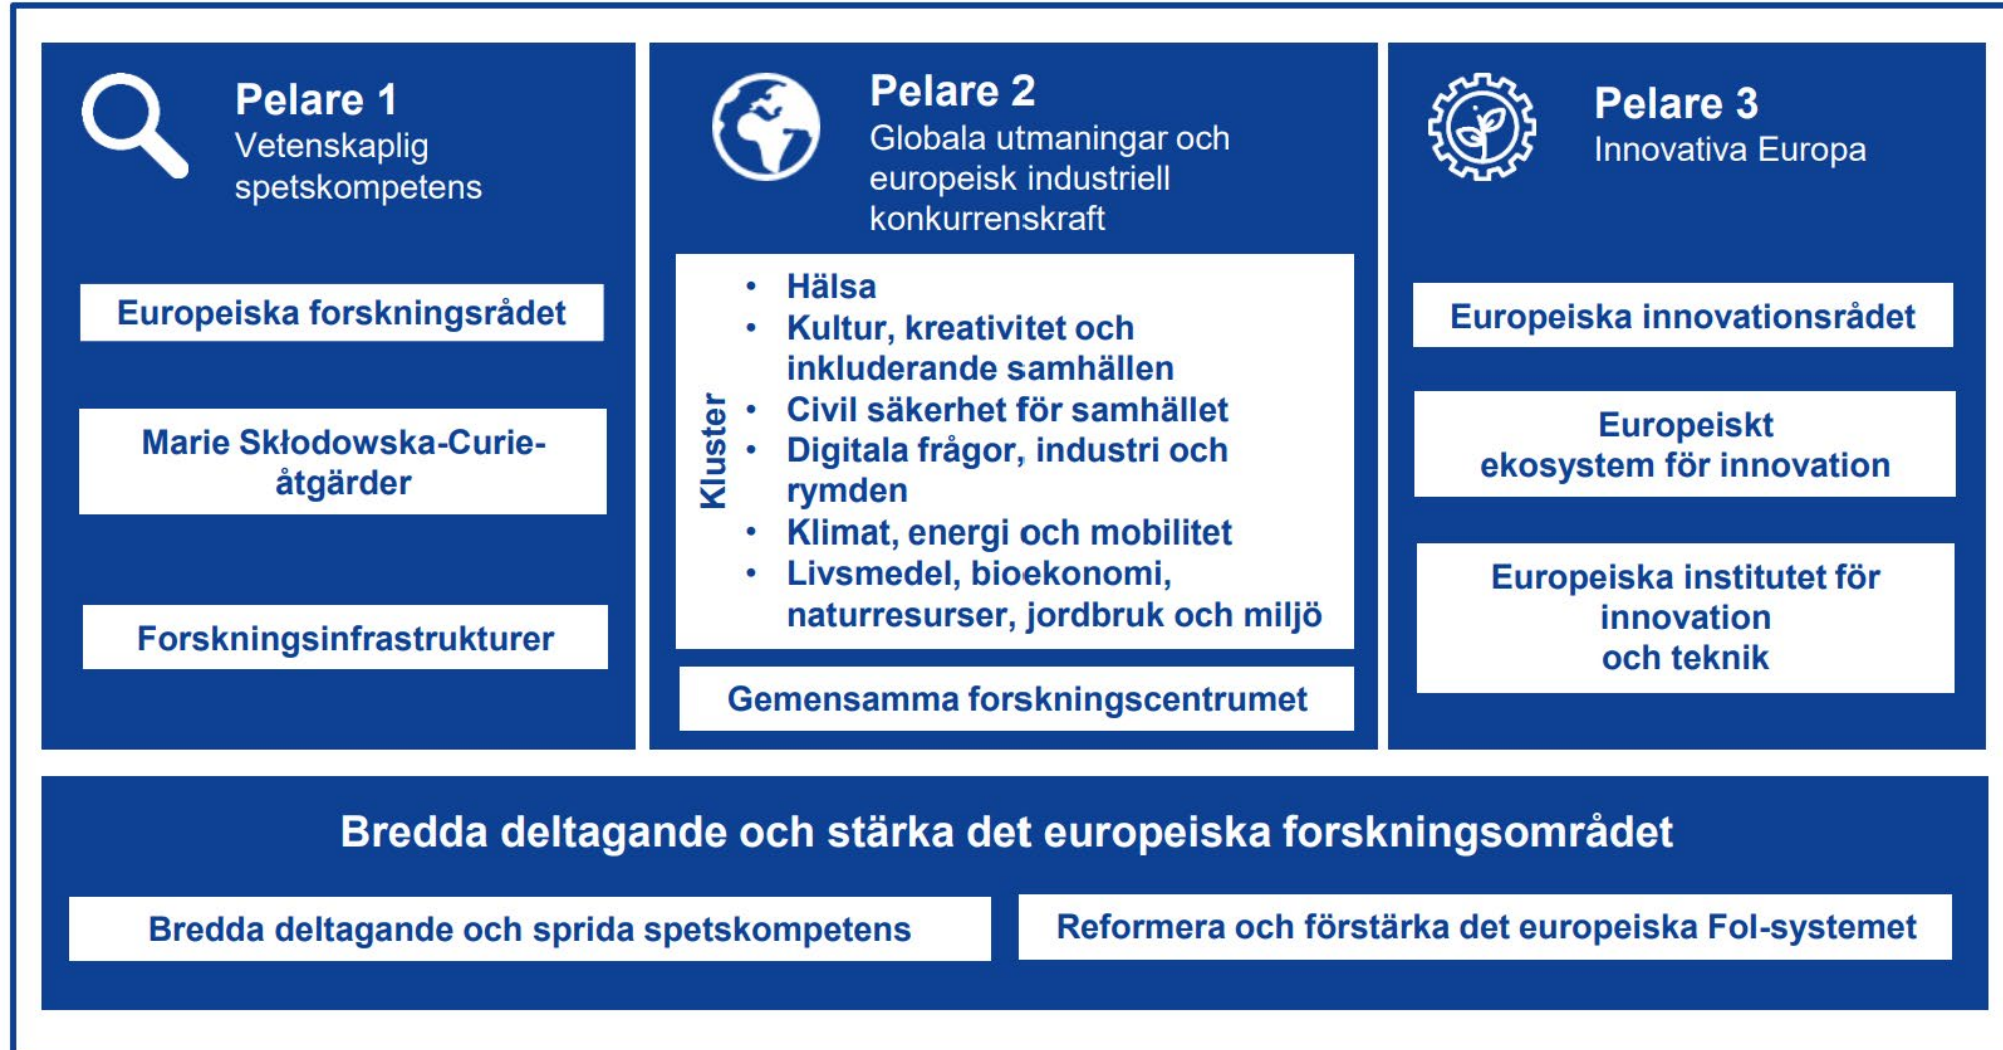 Pelare 1
Vetenskaplig
spetskompetens
Europeiska forskningsrådet
Marie Skłodowska-Curie-
åtgärder
Forskningsinfrastrukturer
Pelare 2
Globala utmaningar och
europeisk industriell
konkurrenskraft
Kluster
• Hälsa
• Kultur, kreativitet och
inkluderande samhällen
• Civil säkerhet för samhället
• Digitala frågor, industri och
rymden
• Klimat, energi och mobilitet
• Livsmedel, bioekonomi,
naturresurser, jordbruk och miljö
Gemensamma forskningscentrumet
Pelare 3
Innovativa Europa
Europeiska innovationsrådet
Europeiskt
ekosystem för innovation
Europeiska institutet för
innovation
och teknik
Bredda deltagande och stärka det europeiska forskningsområdet
Bredda deltagande och sprida spetskompetens
Reformera och förstärka det europeiska FoI-systemet